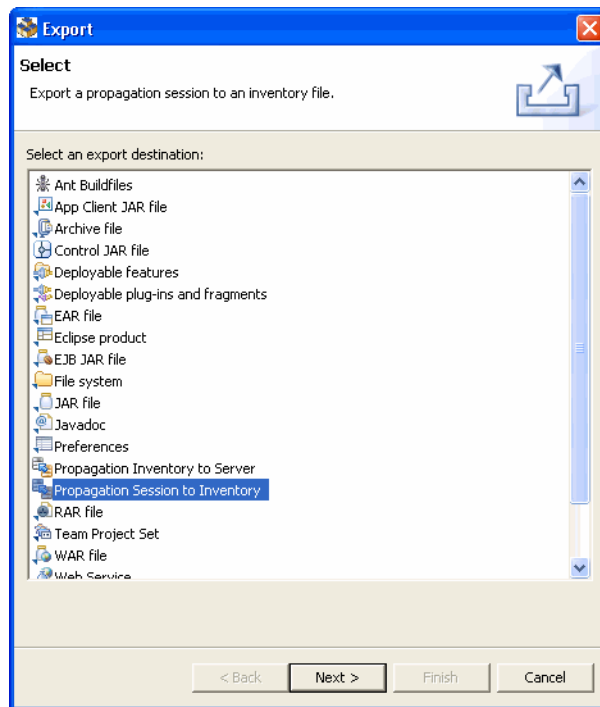 Export
Select
Export a propagation session to an inventory file.
Select an export destination:
Ant Buildfiles
App Client JAR file
Archive file
Control JAR file
Deployable features
Deployable plug-ins and fragments
EAR file
Eclipse product
EJB JAR file
File system
JAR file
Javadoc
Preferences
Propagation Inventory to Server
Propagation Session to Inventory
RAR file
Team Project Set
WAR file
Web Service
< Back Next > Finish Cancel